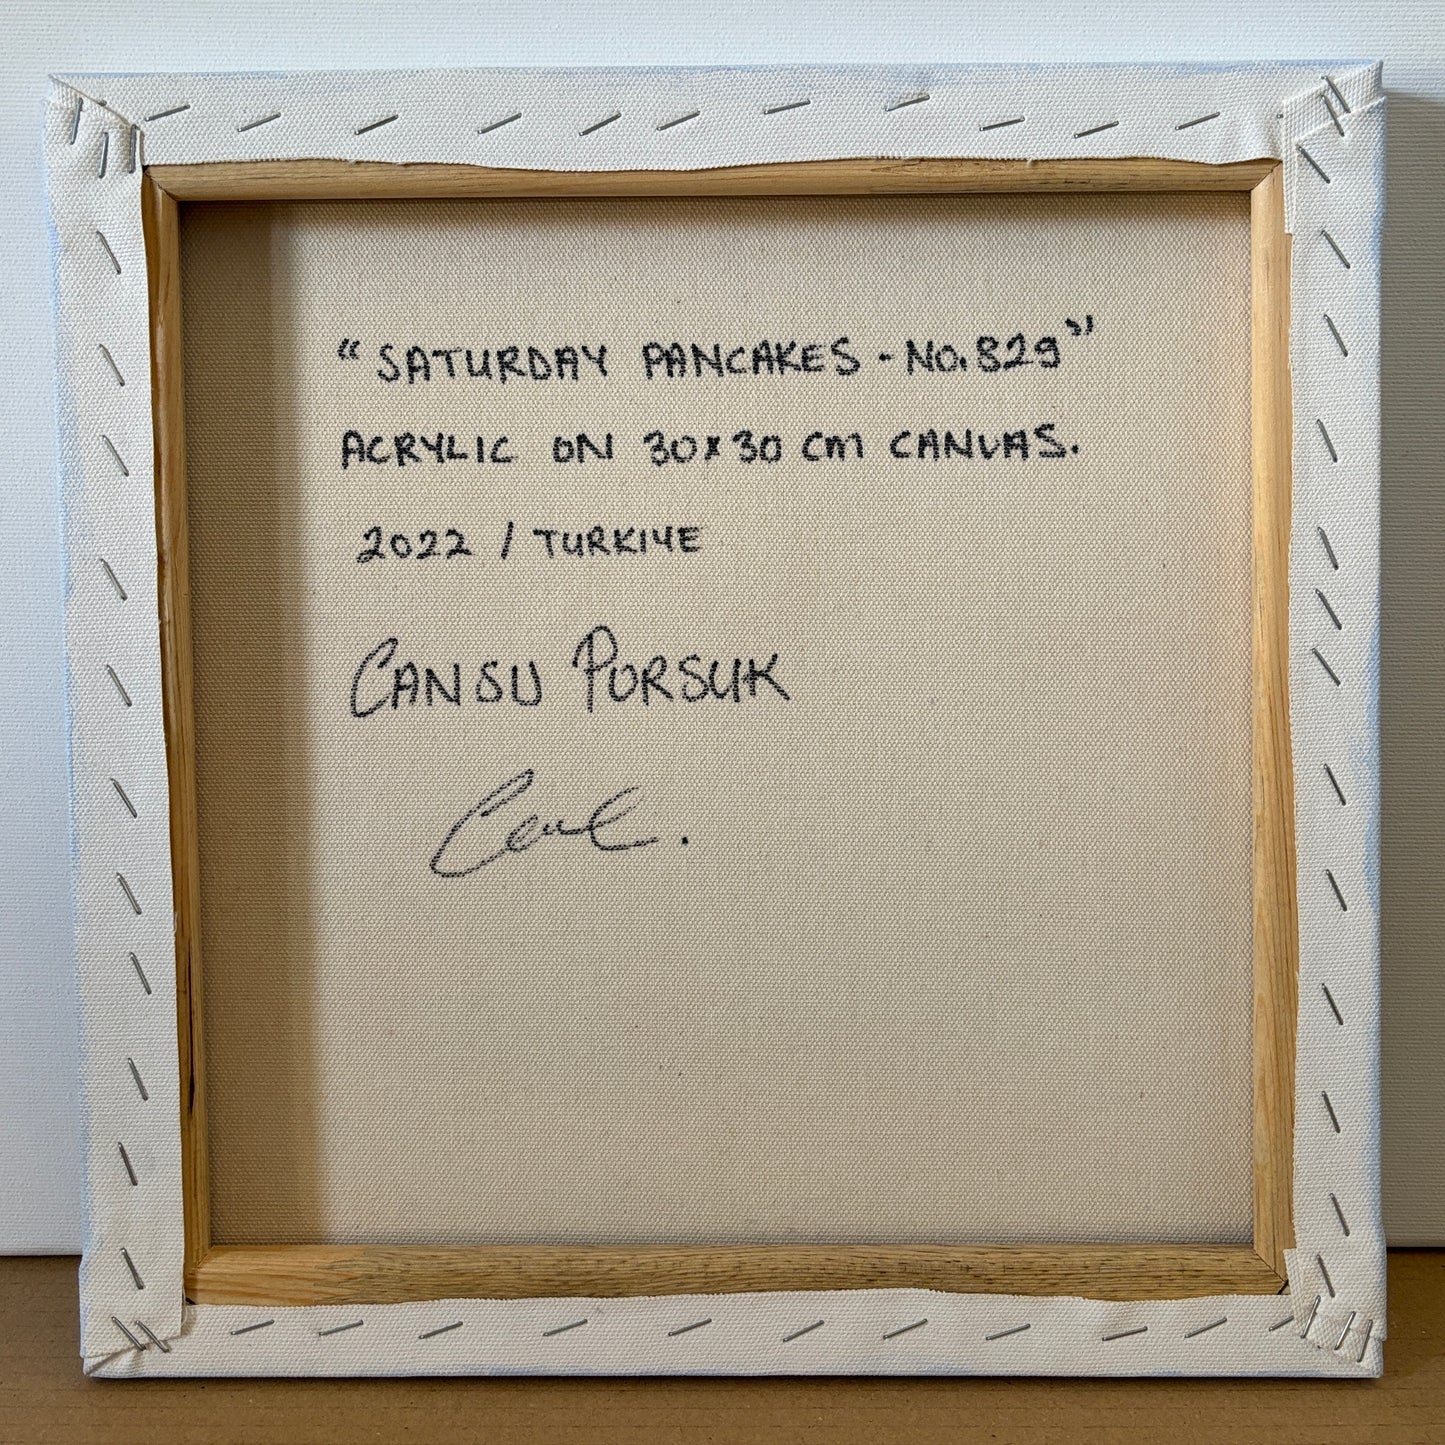 “SATURDAY PANCAKES - No.829”
ACRYLIC ON 30x30 cm CANVAS.
2022 / TURKIYE
CANSU PORSUK